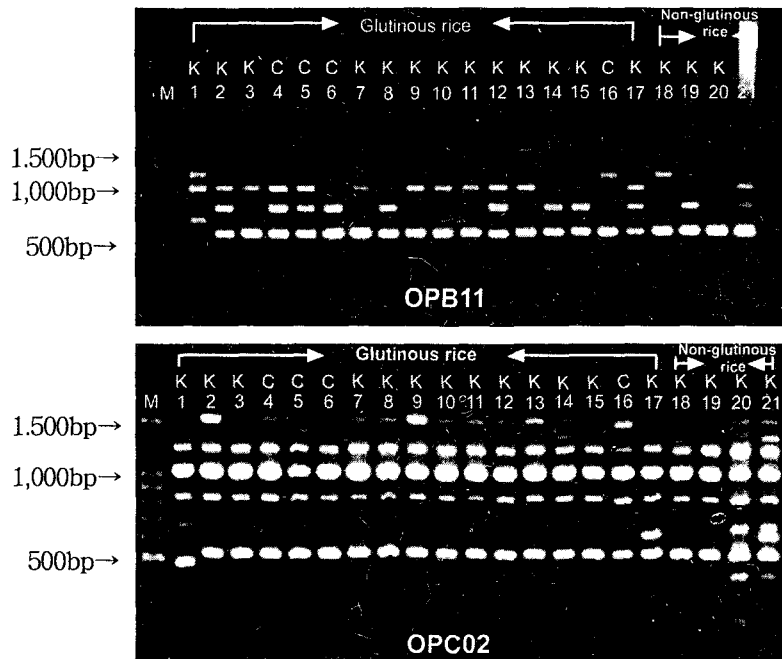 Glutinous rice Non-glutinous rice
K K K C C C K K K K K K K K K C K K K K
M 1 2 3 4 5 6 7 8 9 10 11 12 13 14 15 16 17 18 19 20 21
1.500bp→
1,000bp→
500bp→
OPB11
Glutinous rice Non-glutinous rice
K K K C C C K K K K K K K K K C K K K K K
M 1 2 3 4 5 6 7 8 9 10 11 12 13 14 15 16 17 18 19 20 21
1.500bp→
1,000bp→
500bp→
OPC02